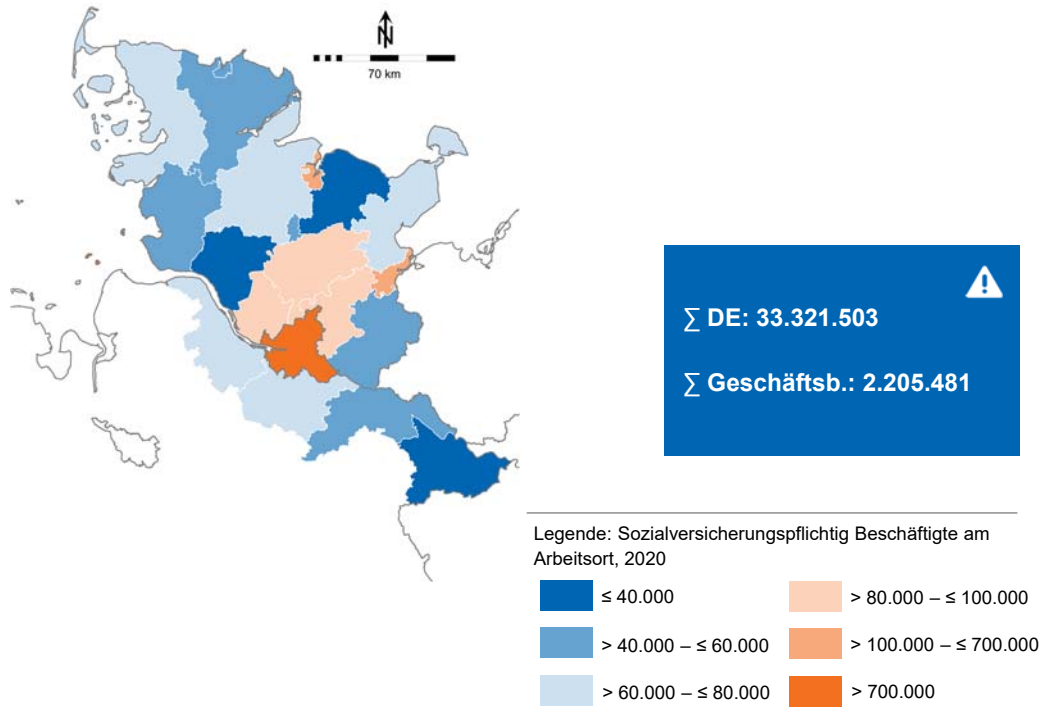 N
70 km
∑ DE: 33.321.503
∑ Geschäftsb.: 2.205.481
Legende: Sozialversicherungspflichtig Beschäftigte am
Arbeitsort, 2020
≤ 40.000
> 80.000 – ≤ 100.000
> 40.000 – ≤ 60.000
> 100.000 – ≤ 700.000
> 60.000 – ≤ 80.000
> 700.000